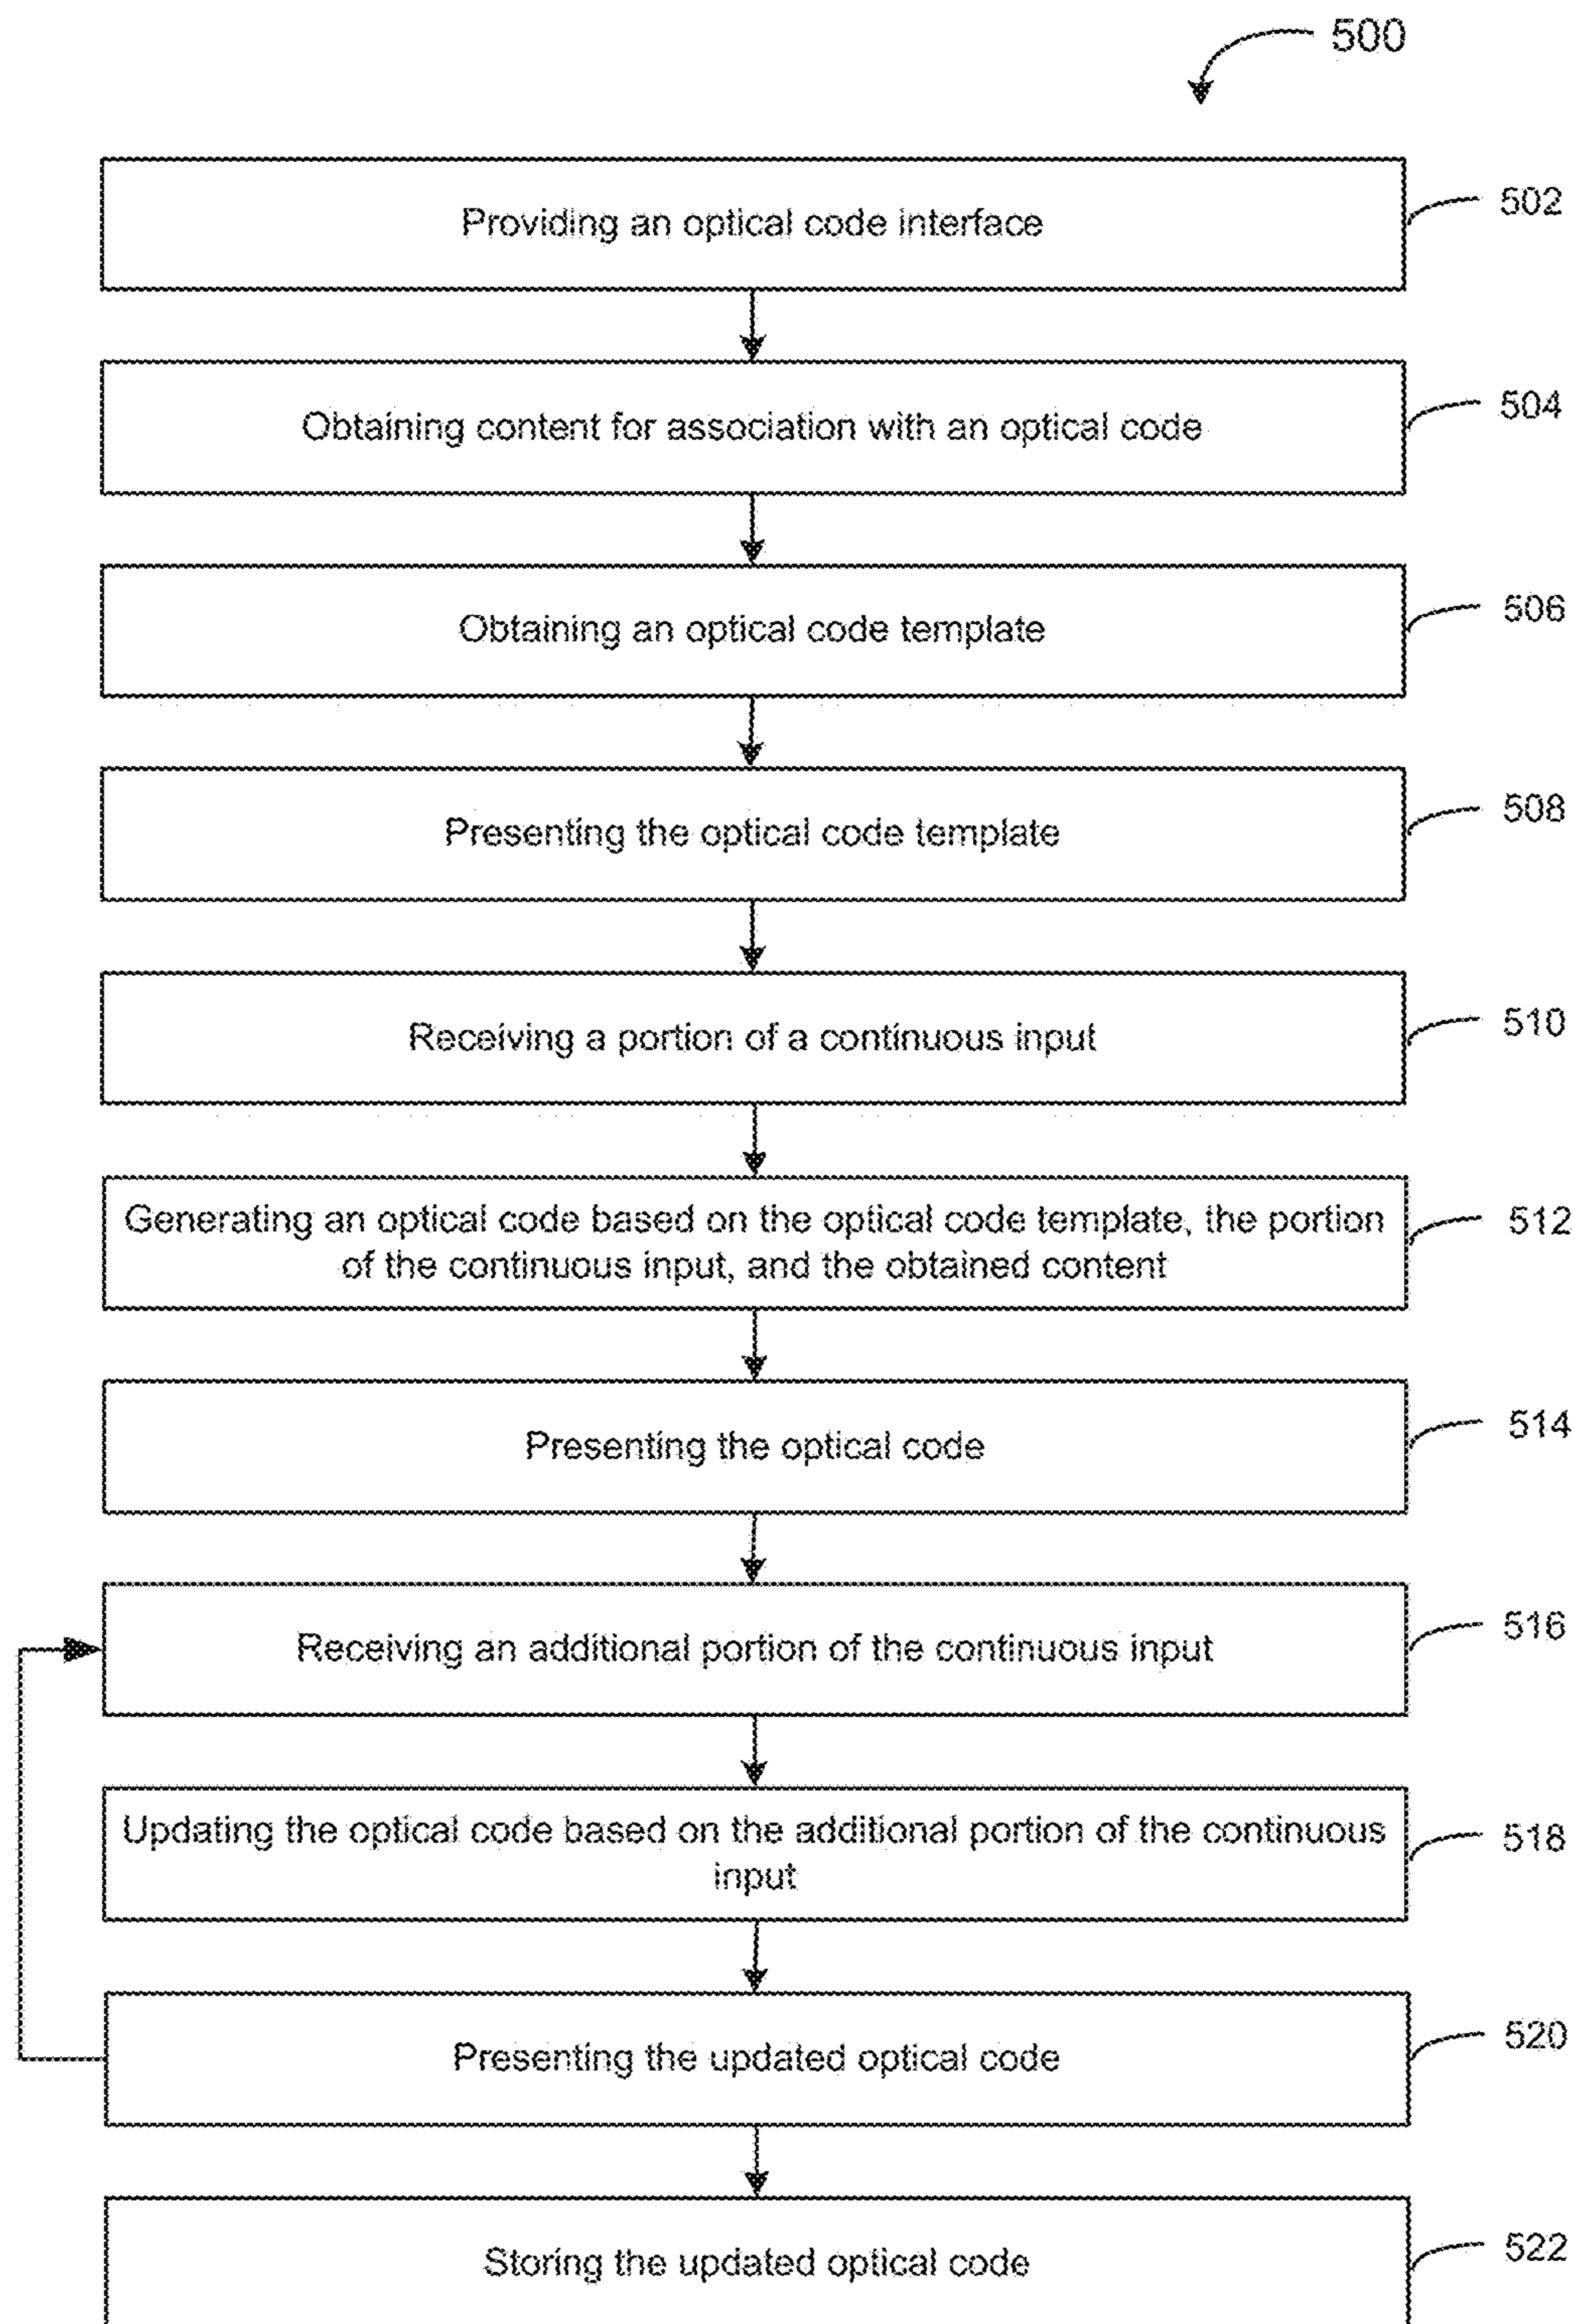 500
Providing an optical code interface
502
Obtaining content for association with an optical code
504
Obtaining an optical code template
506
Presenting the optical code template
508
Receiving a portion of a continuous input
510
Generating an optical code based on the optical code template, the portion
of the continuous input, and the obtained content
512
Presenting the optical code
514
Receiving an additional portion of the continuous input
516
Updating the optical code based on the additional portion of the continuous
input
518
Presenting the updated optical code
520
Storing the updated optical code
522